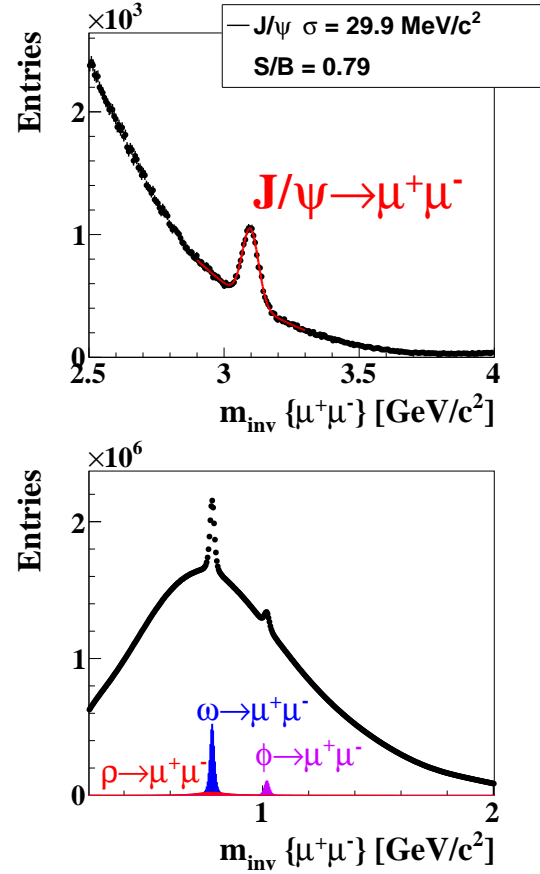 ×10³
J/ψ σ = 29.9 MeV/c²
S/B = 0.79
Entries
2
1
0
J/ψ→μ⁺μ⁻
2.5 3 3.5 4
m_inv {μ⁺μ⁻} [GeV/c²]
×10⁶
Entries
2
1
0
ω→μ⁺μ⁻
ρ→μ⁺μ⁻ ϕ→μ⁺μ⁻
1 2
m_inv {μ⁺μ⁻} [GeV/c²]